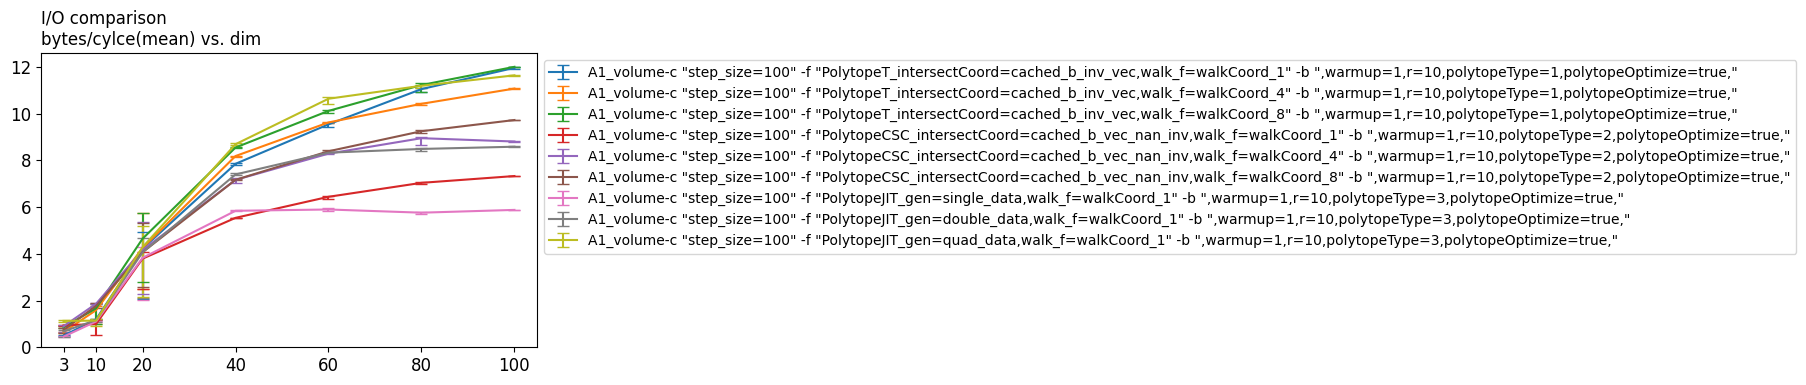 I/O comparison
bytes/cylce(mean) vs. dim
12
10
8
6
4
2
0
3 10 20 40 60 80 100
A1_volume-c "step_size=100" -f "PolytopeT_intersectCoord=cached_b_inv_vec,walk_f=walkCoord_1" -b ",warmup=1,r=10,polytopeType=1,polytopeOptimize=true,"
A1_volume-c "step_size=100" -f "PolytopeT_intersectCoord=cached_b_inv_vec,walk_f=walkCoord_4" -b ",warmup=1,r=10,polytopeType=1,polytopeOptimize=true,"
A1_volume-c "step_size=100" -f "PolytopeT_intersectCoord=cached_b_inv_vec,walk_f=walkCoord_8" -b ",warmup=1,r=10,polytopeType=1,polytopeOptimize=true,"
A1_volume-c "step_size=100" -f "PolytopeCSC_intersectCoord=cached_b_vec_nan_inv,walk_f=walkCoord_1" -b ",warmup=1,r=10,polytopeType=2,polytopeOptimize=true,"
A1_volume-c "step_size=100" -f "PolytopeCSC_intersectCoord=cached_b_vec_nan_inv,walk_f=walkCoord_4" -b ",warmup=1,r=10,polytopeType=2,polytopeOptimize=true,"
A1_volume-c "step_size=100" -f "PolytopeCSC_intersectCoord=cached_b_vec_nan_inv,walk_f=walkCoord_8" -b ",warmup=1,r=10,polytopeType=2,polytopeOptimize=true,"
A1_volume-c "step_size=100" -f "PolytopeJIT_gen=single_data,walk_f=walkCoord_1" -b ",warmup=1,r=10,polytopeType=3,polytopeOptimize=true,"
A1_volume-c "step_size=100" -f "PolytopeJIT_gen=double_data,walk_f=walkCoord_1" -b ",warmup=1,r=10,polytopeType=3,polytopeOptimize=true,"
A1_volume-c "step_size=100" -f "PolytopeJIT_gen=quad_data,walk_f=walkCoord_1" -b ",warmup=1,r=10,polytopeType=3,polytopeOptimize=true,"